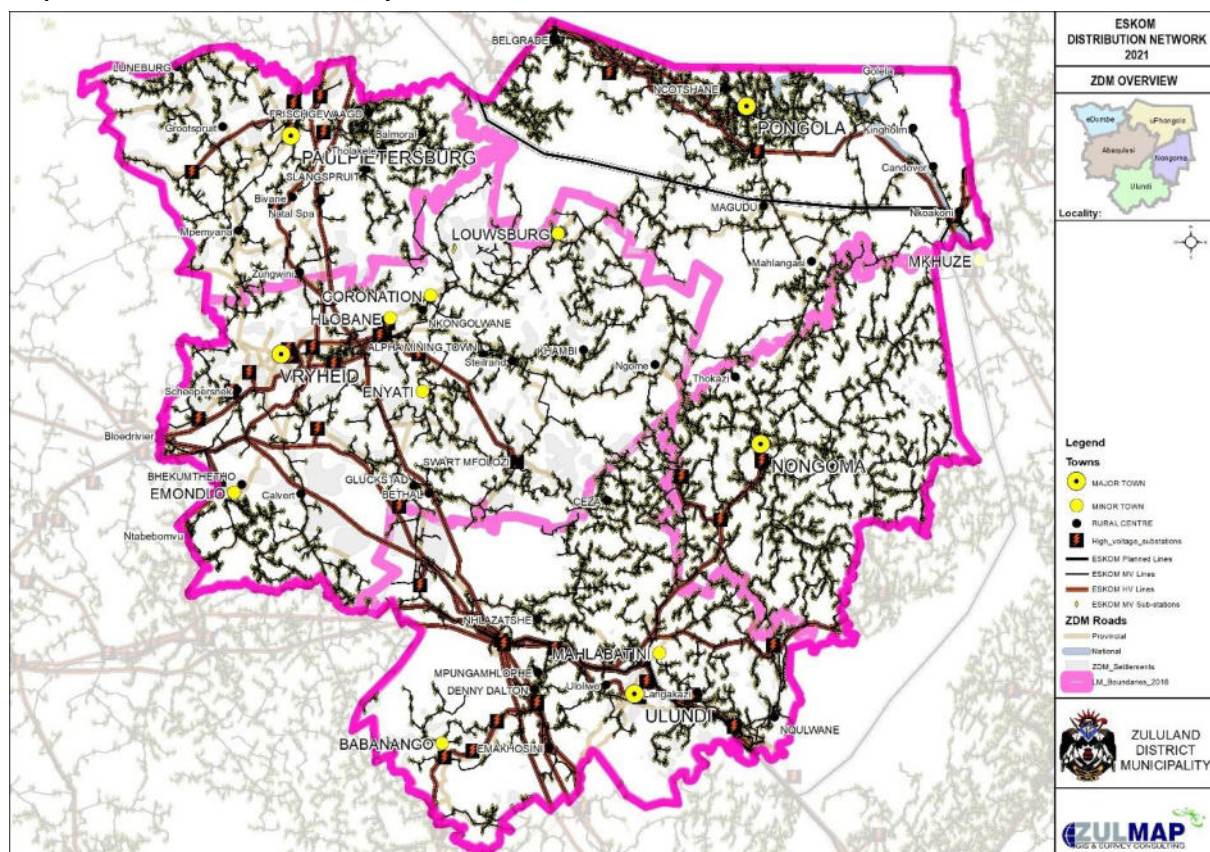 ESKOM
DISTRIBUTION NETWORK
2021
ZDM OVERVIEW
eDumbe
uPhongolo
Abaqulusi
Nongoma
Ulundi
Locality:
BELGRADE
LUNEBURG
Golela
NCOTSHANE
PONGOLA
FRISCHGEWAAGD
Grootspruit
Balmoral
Kingholm
PAULPIETERSBURG
Tholakele
SLANGSPRUIT
Candover
Bivane
Natal Spa
MAGUDU
Nkoakoni
Mpemvana
LOUWSBURG
Mahlangasi
MKHUZE
Zungwini
CORONATION
HLOBANE
NKONGOLWANE
ALPHA MINING TOWN
KHAMBI
Steilrand
Ngome
VRYHEID
Thokazi
Scheepersnek
ENYATI
Bloedrivier
NONGOMA
SWART MFOLOZI
BHEKUMTHETHO
GLUCKSTAD
EMONDLO
Calvert
BETHAL
CEZA
Ntabebomvu
NHLAZATSHE
MAHLABATINI
MPUNGAMHLOPHE
Uloliwe
DENNY DALTON
Langakazi
ULUNDI
NQULWANE
BABANANGO
EMAKHOSINI
Legend
Towns
MAJOR TOWN
MINOR TOWN
RURAL CENTRE
High_voltage_substations
ESKOM Planned Lines
ESKOM MV Lines
ESKOM HV Lines
ESKOM MV Sub-stations
ZDM Roads
Provincial
National
ZDM_Settlements
LM_Boundaries_2016
ZULULAND
DISTRICT
MUNICIPALITY
ZULMAP
GIS & SURVEY CONSULTING